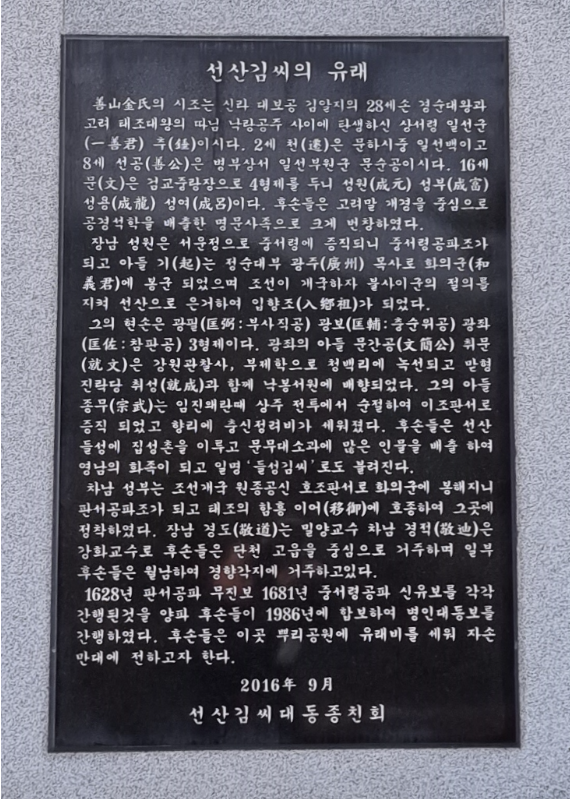 선산김씨의 유래
善山金氏의 시조는 신라 대보공 김알지의 28세손 경순대왕과
고려 태조대왕의 따님 낙랑공주 사이에 탄생하신 상서령 일선군
(一善君) 추(錘)이시다. 2세 천(遷)은 문하시중 일선백이고
8세 선공(善公)은 병부상서 일선부원군 문순공이시다. 16세
문(文)은 검교중랑장으로 4형제를 두니 성원(成元) 성부(成富)
성용(成龍) 성여(成呂)이다. 후손들은 고려말 개경을 중심으로
공경석학을 배출한 명문사족으로 크게 번창하였다.
장남 성원은 서운정으로 중서령에 증직되니 중서령공파조가
되고 아들 기(起)는 정순대부 광주(廣州) 목사로 화의군(和
義君)에 봉군 되었으며 조선이 개국하자 불사이군의 절의를
지켜 선산으로 은거하여 입향조(入鄕祖)가 되었다.
그의 현손은 광필(匡弼:부사직공) 광보(匡輔:충순위공) 광좌
(匡佐:참판공) 3형제이다. 광좌의 아들 문간공(文簡公) 취문
(就文)은 강원관찰사, 부제학으로 청백리에 녹선되고 맏형
진락당 취성(就成)과 함께 낙봉서원에 배향되었다. 그의 아들
종무(宗武)는 임진왜란때 상주 전투에서 순절하여 이조판서로
증직 되었고 향리에 충신정려비가 세워졌다. 후손들은 선산
들성에 집성촌을 이루고 문무대소과에 많은 인물을 배출 하여
영남의 화족이 되고 일명 '들성김씨'로도 불려진다.
차남 성부는 조선개국 원종공신 호조판서로 화의군에 봉해지니
판서공파조가 되고 태조의 함흥 이어(移御)에 호종하여 그곳에
정착하였다. 장남 경도(敬道)는 밀양교수 차남 경적(敬迪)은
강화교수로 후손들은 단천 고읍을 중심으로 거주하며 일부
후손들은 월남하여 경향각지에 거주하고있다.
1628년 판서공파 무진보 1681년 중서령공파 신유보를 각각
간행된것을 양파 후손들이 1986년에 합보하여 병인대동보를
간행하였다. 후손들은 이곳 뿌리공원에 유래비를 세워 자손
만대에 전하고자 한다.
2016年 9月
선산김씨대동종친회